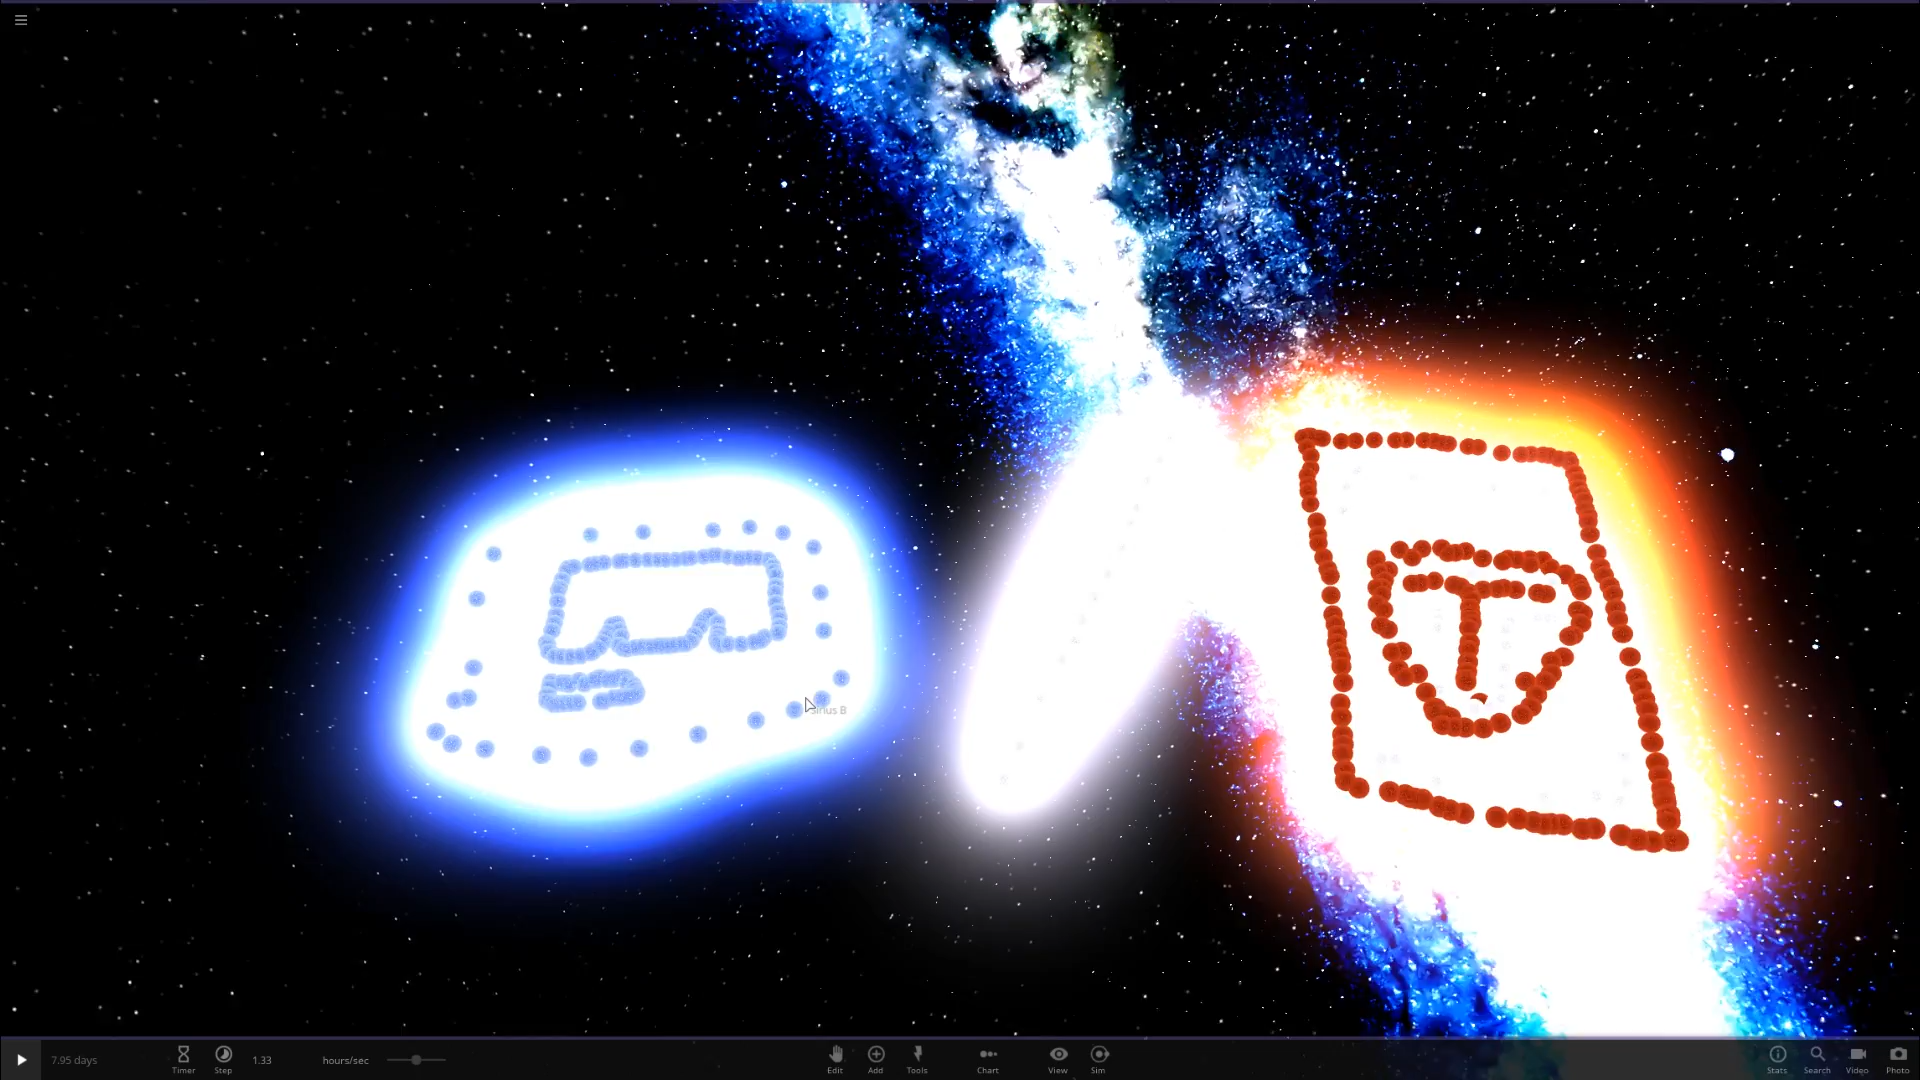 Sirius B
T
7.95 days
Timer
Step
1.33
hours/sec
Edit
Add
Tools
Chart
View
Sim
Stats
Search
Video
Photo